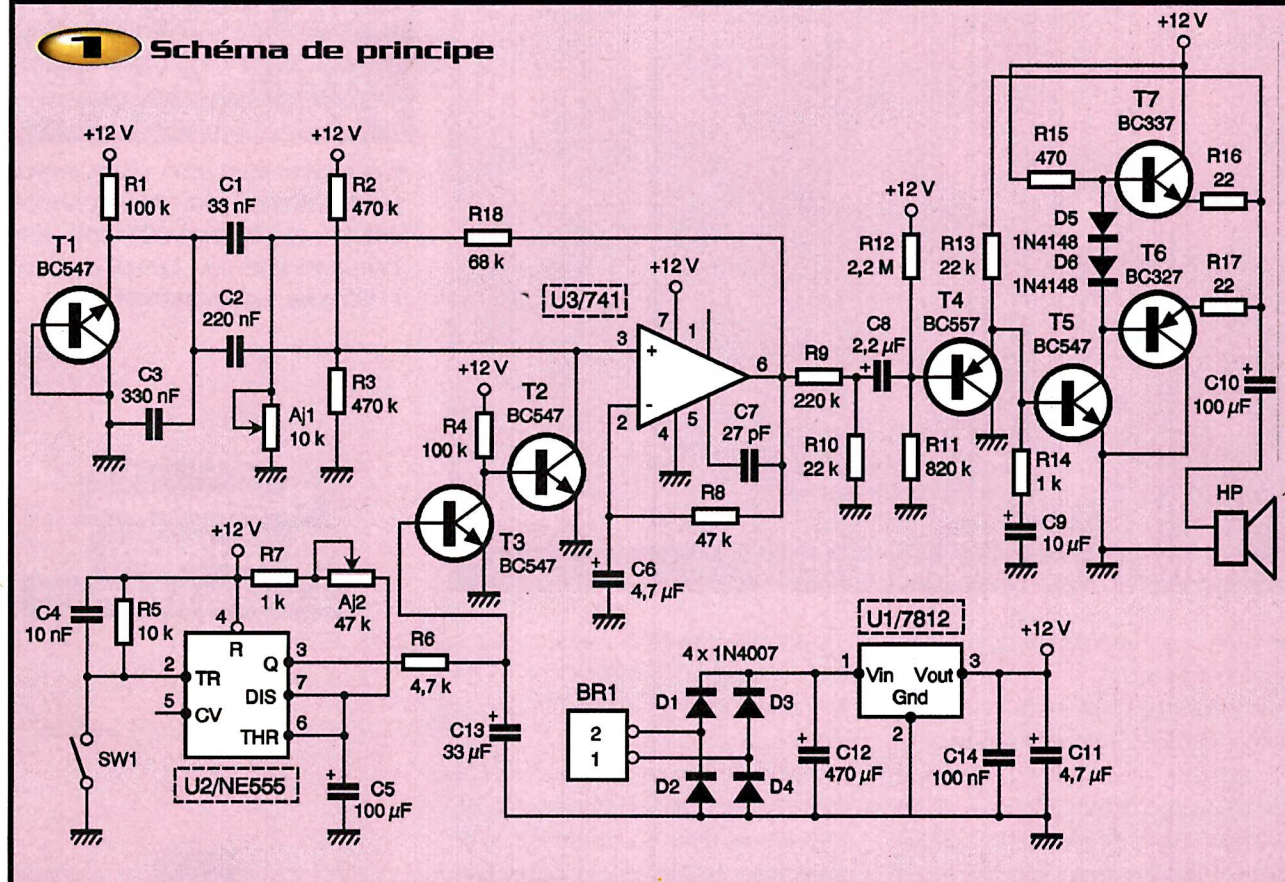 1 Schéma de principe
+12 V
R1
100 k
T1
BC547
C1
33 nF
C2
220 nF
C3
330 nF
Aj1
10 k
+12 V
R2
470 k
R3
470 k
R18
68 k
+12 V
R4
100 k
T2
BC547
T3
BC547
U3/741
+12 V
7
1
3
+
2
-
6
4
5
C7
27 pF
R8
47 k
C6
4,7 µF
R9
220 k
R10
22 k
C8
2,2 µF
+
+12 V
R12
2,2 M
R11
820 k
T4
BC557
R13
22 k
R14
1 k
+
C9
10 µF
T5
BC547
+12 V
R15
470
T7
BC337
D5
1N4148
D6
1N4148
T6
BC327
R16
22
R17
22
+
C10
100 µF
HP
+12 V
R7
1 k
Aj2
47 k
C4
10 nF
R5
10 k
SW1
4
R
2
TR
5
CV
3
Q
7
DIS
6
THR
U2/NE555
+
C5
100 µF
R6
4,7 k
+
C13
33 µF
4 x 1N4007
BR1
2
1
D1
D3
D2
D4
U1/7812
1
Vin
Vout
3
Gnd
2
+
C12
470 µF
C14
100 nF
+12 V
+
C11
4,7 µF